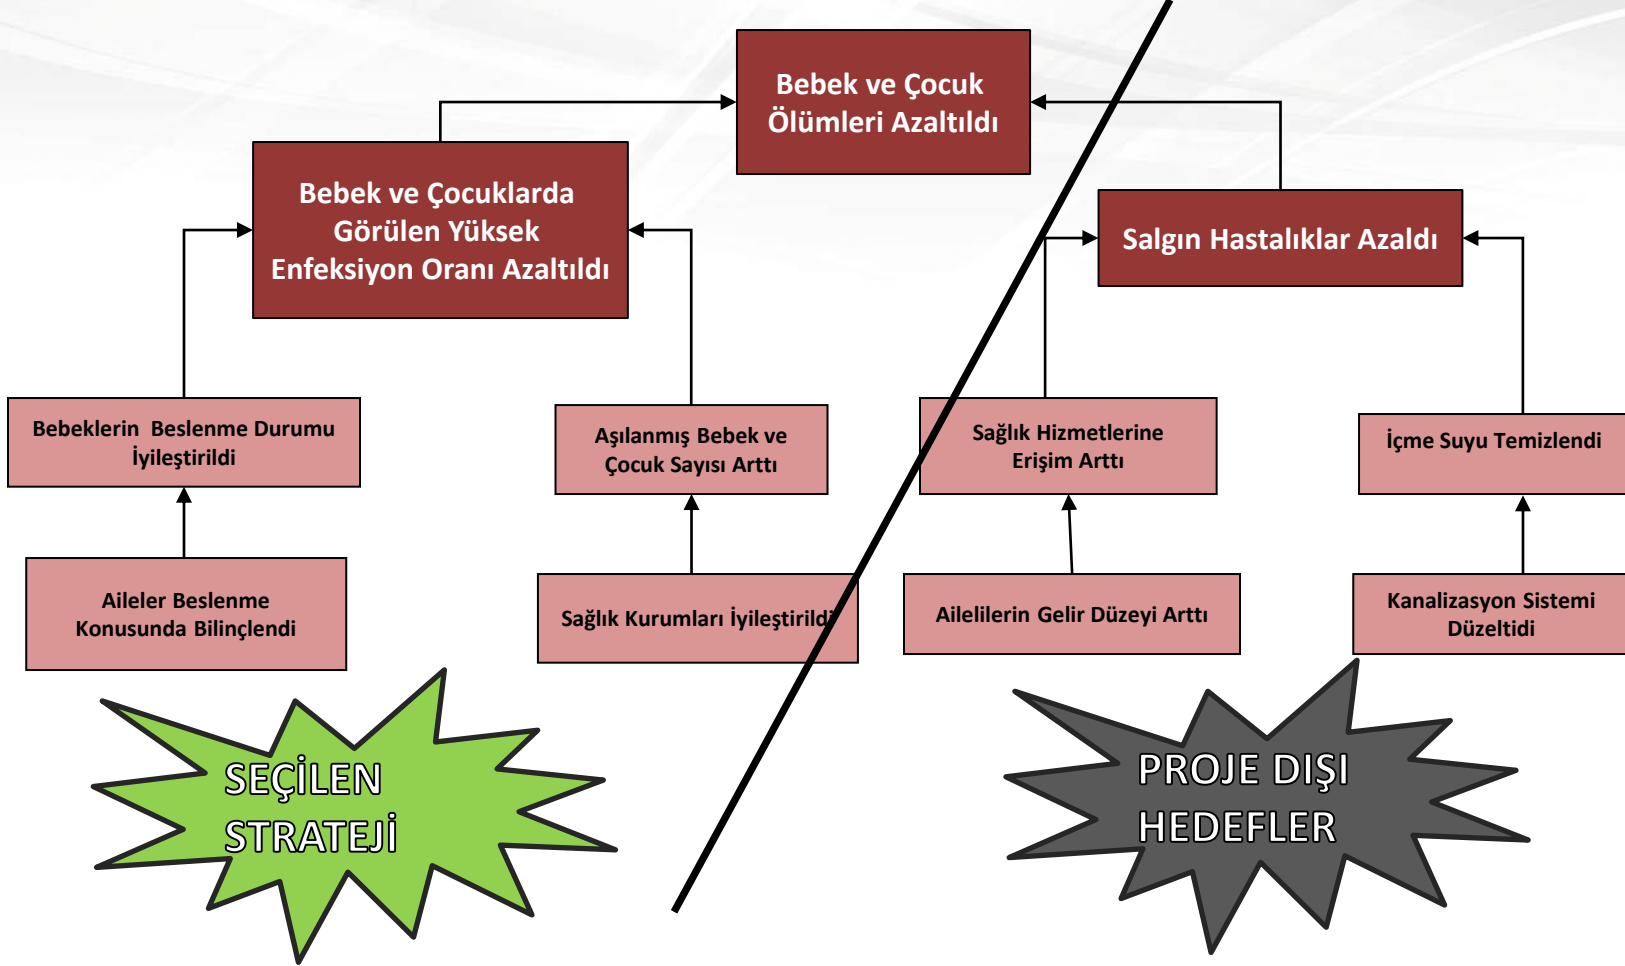 Bebek ve Çocuk
Ölümleri Azaltıldı
Bebek ve Çocuklarda
Görülen Yüksek
Enfeksiyon Oranı Azaltıldı
Salgın Hastalıklar Azaldı
Bebeklerin Beslenme Durumu
İyileştirildi
Aşılanmış Bebek ve
Çocuk Sayısı Arttı
Sağlık Hizmetlerine
Erişim Arttı
İçme Suyu Temizlendi
Aileler Beslenme
Konusunda Bilinçlendi
Sağlık Kurumları İyileştirildi
Ailelilerin Gelir Düzeyi Arttı
Kanalizasyon Sistemi
Düzeltidi
SEÇİLEN
STRATEJİ
PROJE DIŞI
HEDEFLER